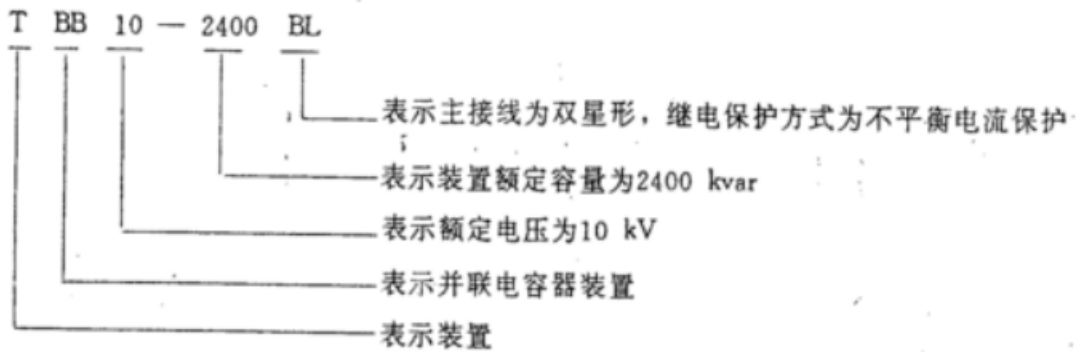 T BB 10 — 2400 BL
表示主接线为双星形，继电保护方式为不平衡电流保护
表示装置额定容量为2400 kvar
表示额定电压为10 kV
表示并联电容器装置
表示装置